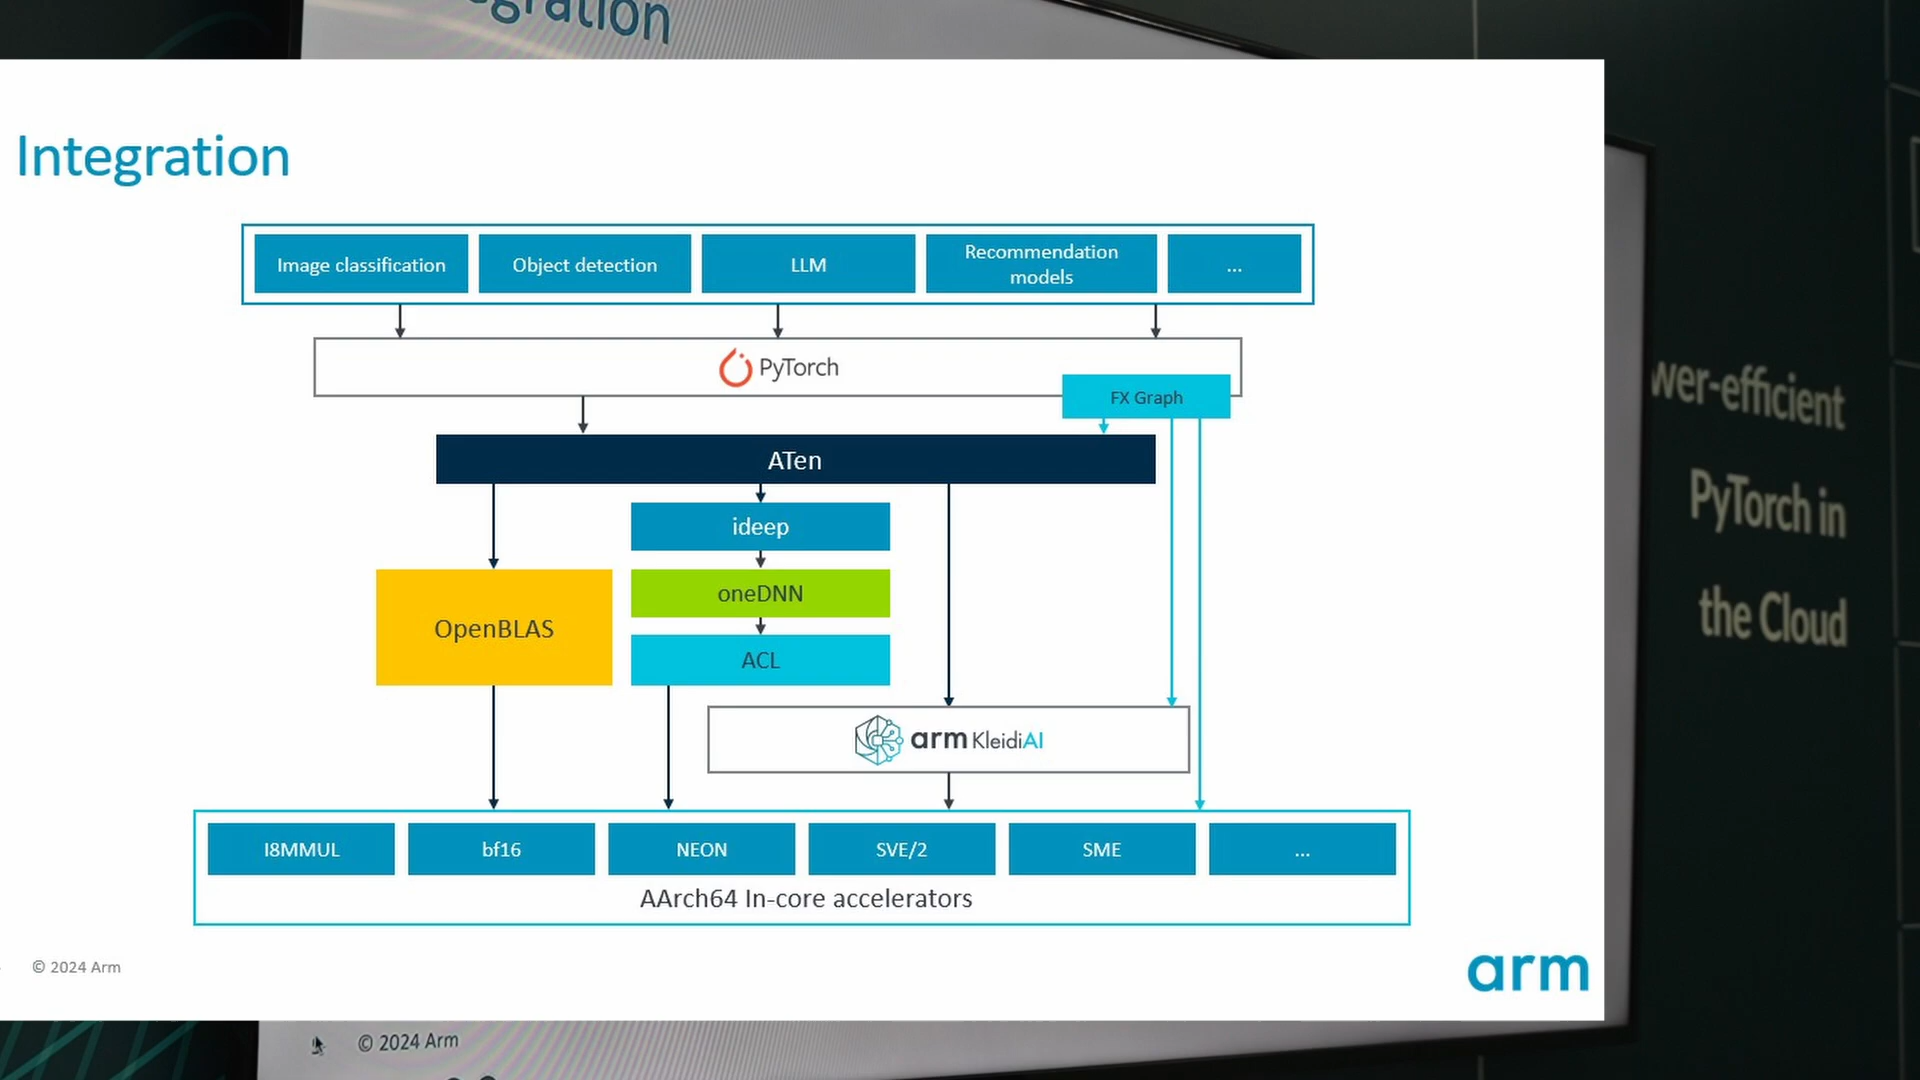 Integration
Image classification
Object detection
LLM
Recommendation
models
...
PyTorch
FX Graph
ATen
ideep
oneDNN
OpenBLAS
ACL
arm KleidiAI
I8MMUL
bf16
NEON
SVE/2
SME
...
AArch64 In-core accelerators
© 2024 Arm
arm
wer-efficient
PyTorch in
the Cloud
© 2024 Arm